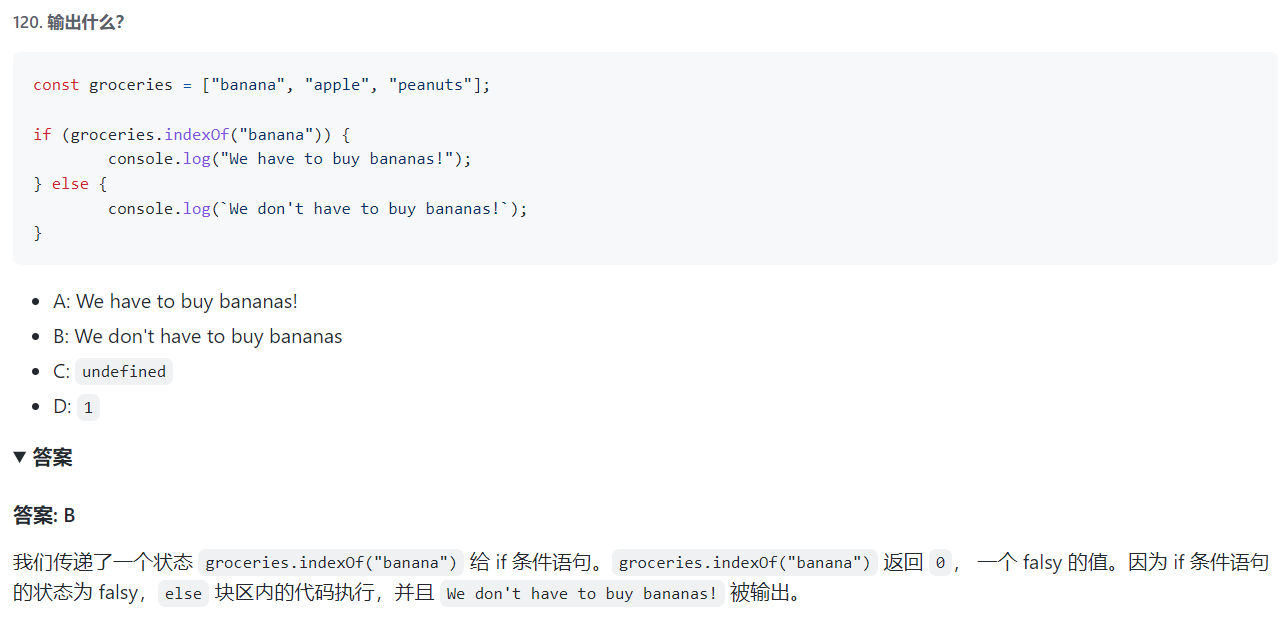 120. 输出什么?
const groceries = ["banana", "apple", "peanuts"];
if (groceries.indexOf("banana")) {
        console.log("We have to buy bananas!");
} else {
        console.log(`We don't have to buy bananas!`);
}
• A: We have to buy bananas!
• B: We don't have to buy bananas
• C: undefined
• D: 1
▼ 答案
答案: B
我们传递了一个状态 groceries.indexOf("banana") 给 if 条件语句。groceries.indexOf("banana") 返回 0 ， 一个 falsy 的值。因为 if 条件语句
的状态为 falsy， else 块区内的代码执行，并且 We don't have to buy bananas! 被输出。